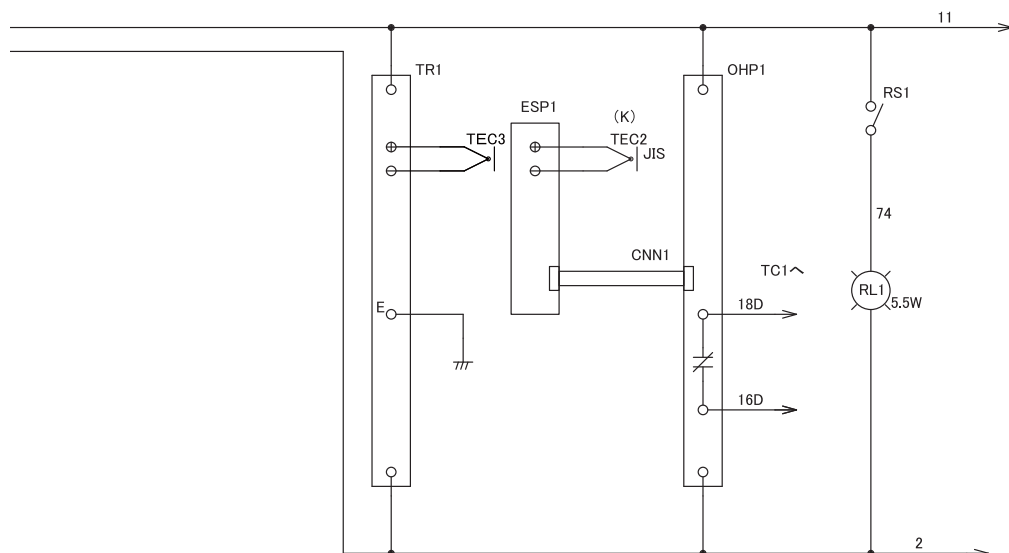 11
TR1
OHP1
RS1
ESP1
(K)
TEC3
TEC2
JIS
74
CNN1
TC1へ
RL1
5.5W
E
18D
16D
2